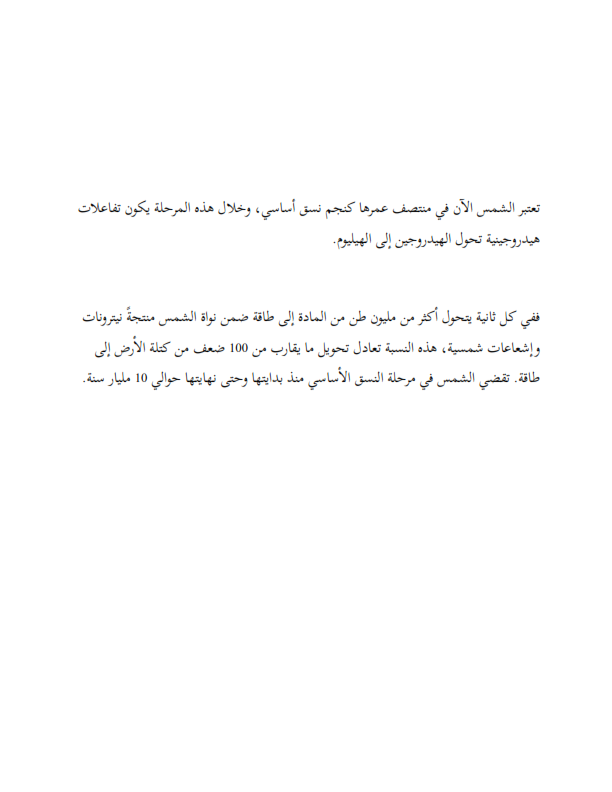 تعتبر الشمس الآن في منتصف عمرها كنجم نسق أساسي، وخلال هذه المرحلة يكون تفاعلات
هيدروجينية تحول الهيدروجين إلى الهيليوم.
ففي كل ثانية يتحول أكثر من مليون طن من المادة إلى طاقة ضمن نواة الشمس منتجةً نيترونات
وإشعاعات شمسية، هذه النسبة تعادل تحويل ما يقارب من 100 ضعف من كتلة الأرض إلى
طاقة. تقضي الشمس في مرحلة النسق الأساسي منذ بدايتها وحتى نهايتها حوالي 10 مليار سنة.